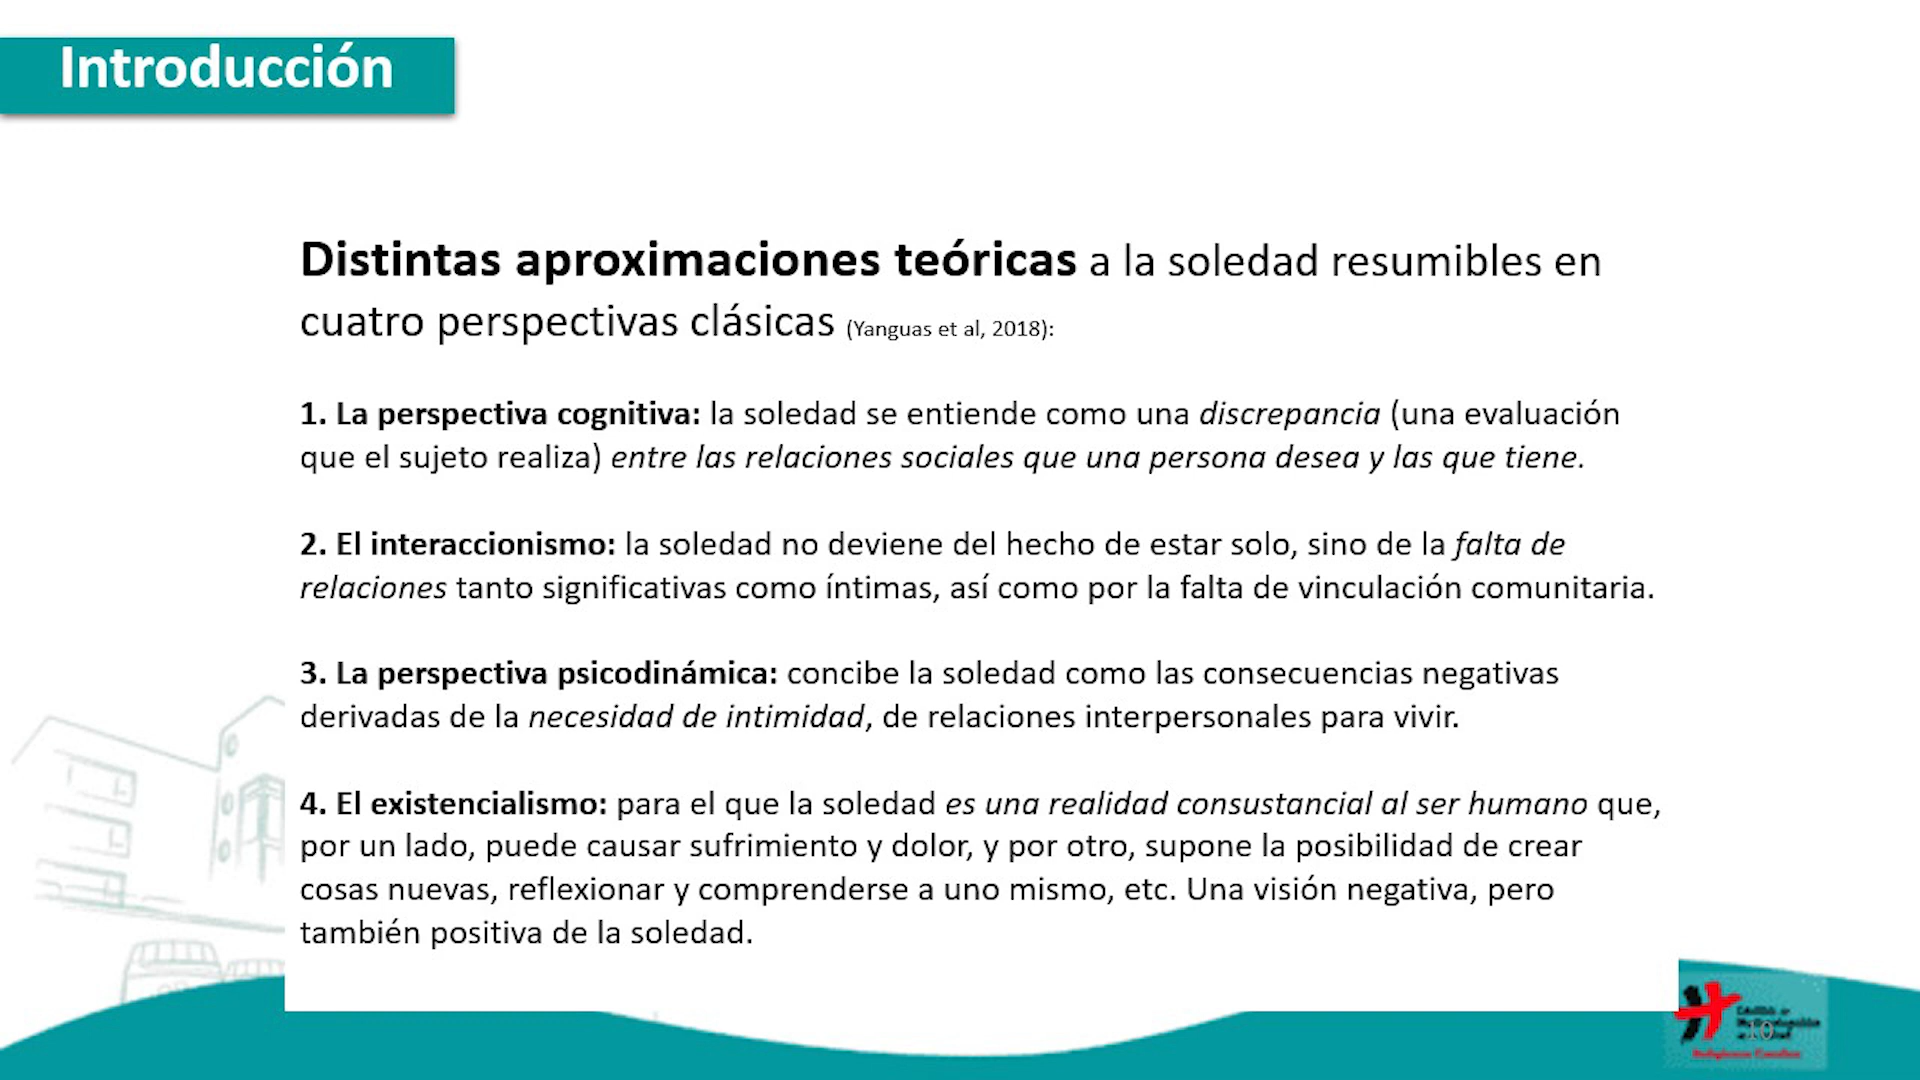 Introducción
Distintas aproximaciones teóricas a la soledad resumibles en
cuatro perspectivas clásicas (Yanguas et al, 2018):
1. La perspectiva cognitiva: la soledad se entiende como una discrepancia (una evaluación
que el sujeto realiza) entre las relaciones sociales que una persona desea y las que tiene.
2. El interaccionismo: la soledad no deviene del hecho de estar solo, sino de la falta de
relaciones tanto significativas como íntimas, así como por la falta de vinculación comunitaria.
3. La perspectiva psicodinámica: concibe la soledad como las consecuencias negativas
derivadas de la necesidad de intimidad, de relaciones interpersonales para vivir.
4. El existencialismo: para el que la soledad es una realidad consustancial al ser humano que,
por un lado, puede causar sufrimiento y dolor, y por otro, supone la posibilidad de crear
cosas nuevas, reflexionar y comprenderse a uno mismo, etc. Una visión negativa, pero
también positiva de la soledad.
10